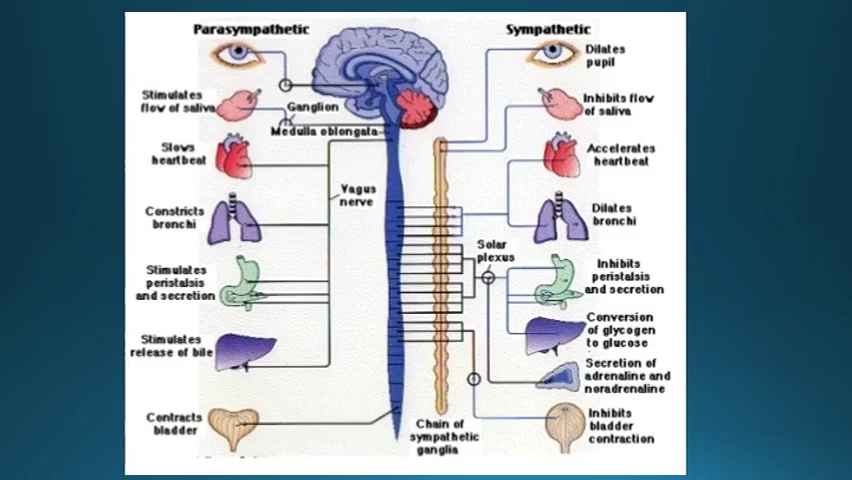 Parasympathetic
Sympathetic
Dilates
pupil
Stimulates
flow of saliva
Ganglion
Medulla oblongata
Inhibits flow
of saliva
Slows
heartbeat
Accelerates
heartbeat
Vagus
nerve
Constricts
bronchi
Dilates
bronchi
Solar
plexus
Stimulates
peristalsis
and secretion
Inhibits
peristalsis
and secretion
Stimulates
release of bile
Conversion
of glycogen
to glucose
Secretion of
adrenaline and
noradrenaline
Contracts
bladder
Chain of
sympathetic
ganglia
Inhibits
bladder
contraction